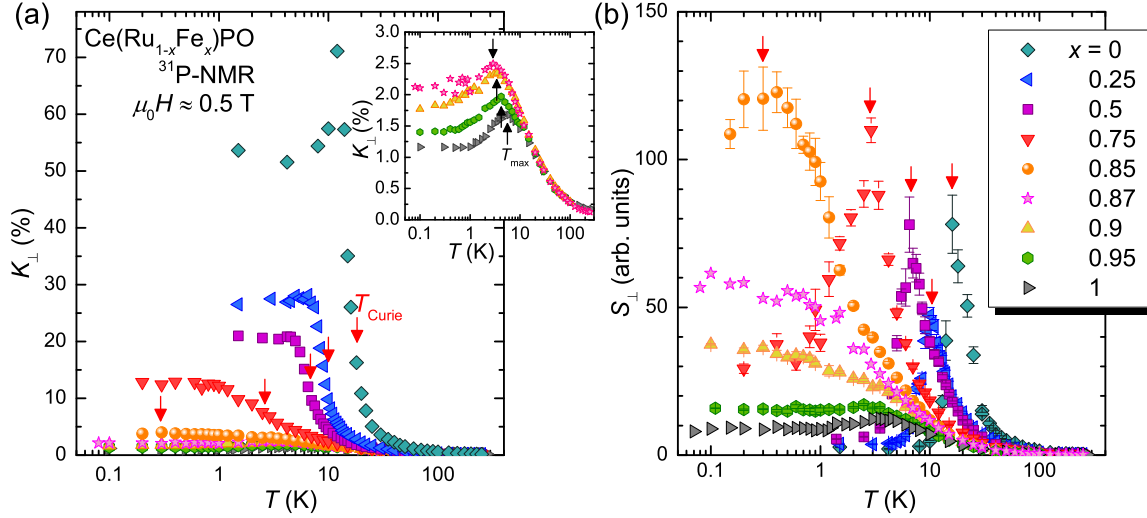 (a)
Ce(Ru1-xFex)PO
31P-NMR
μ0H ≈ 0.5 T
K⊥ (%)
70
60
50
40
30
20
10
0
0.1 1 10 100
T (K)
TCurie
K⊥ (%)
3.0
2.5
2.0
1.5
1.0
0.5
0.0
0.1 1 10 100
T (K)
Tmax
(b)
S⊥ (arb. units)
150
100
50
0
0.1 1 10 100
T (K)
x = 0
0.25
0.5
0.75
0.85
0.87
0.9
0.95
1